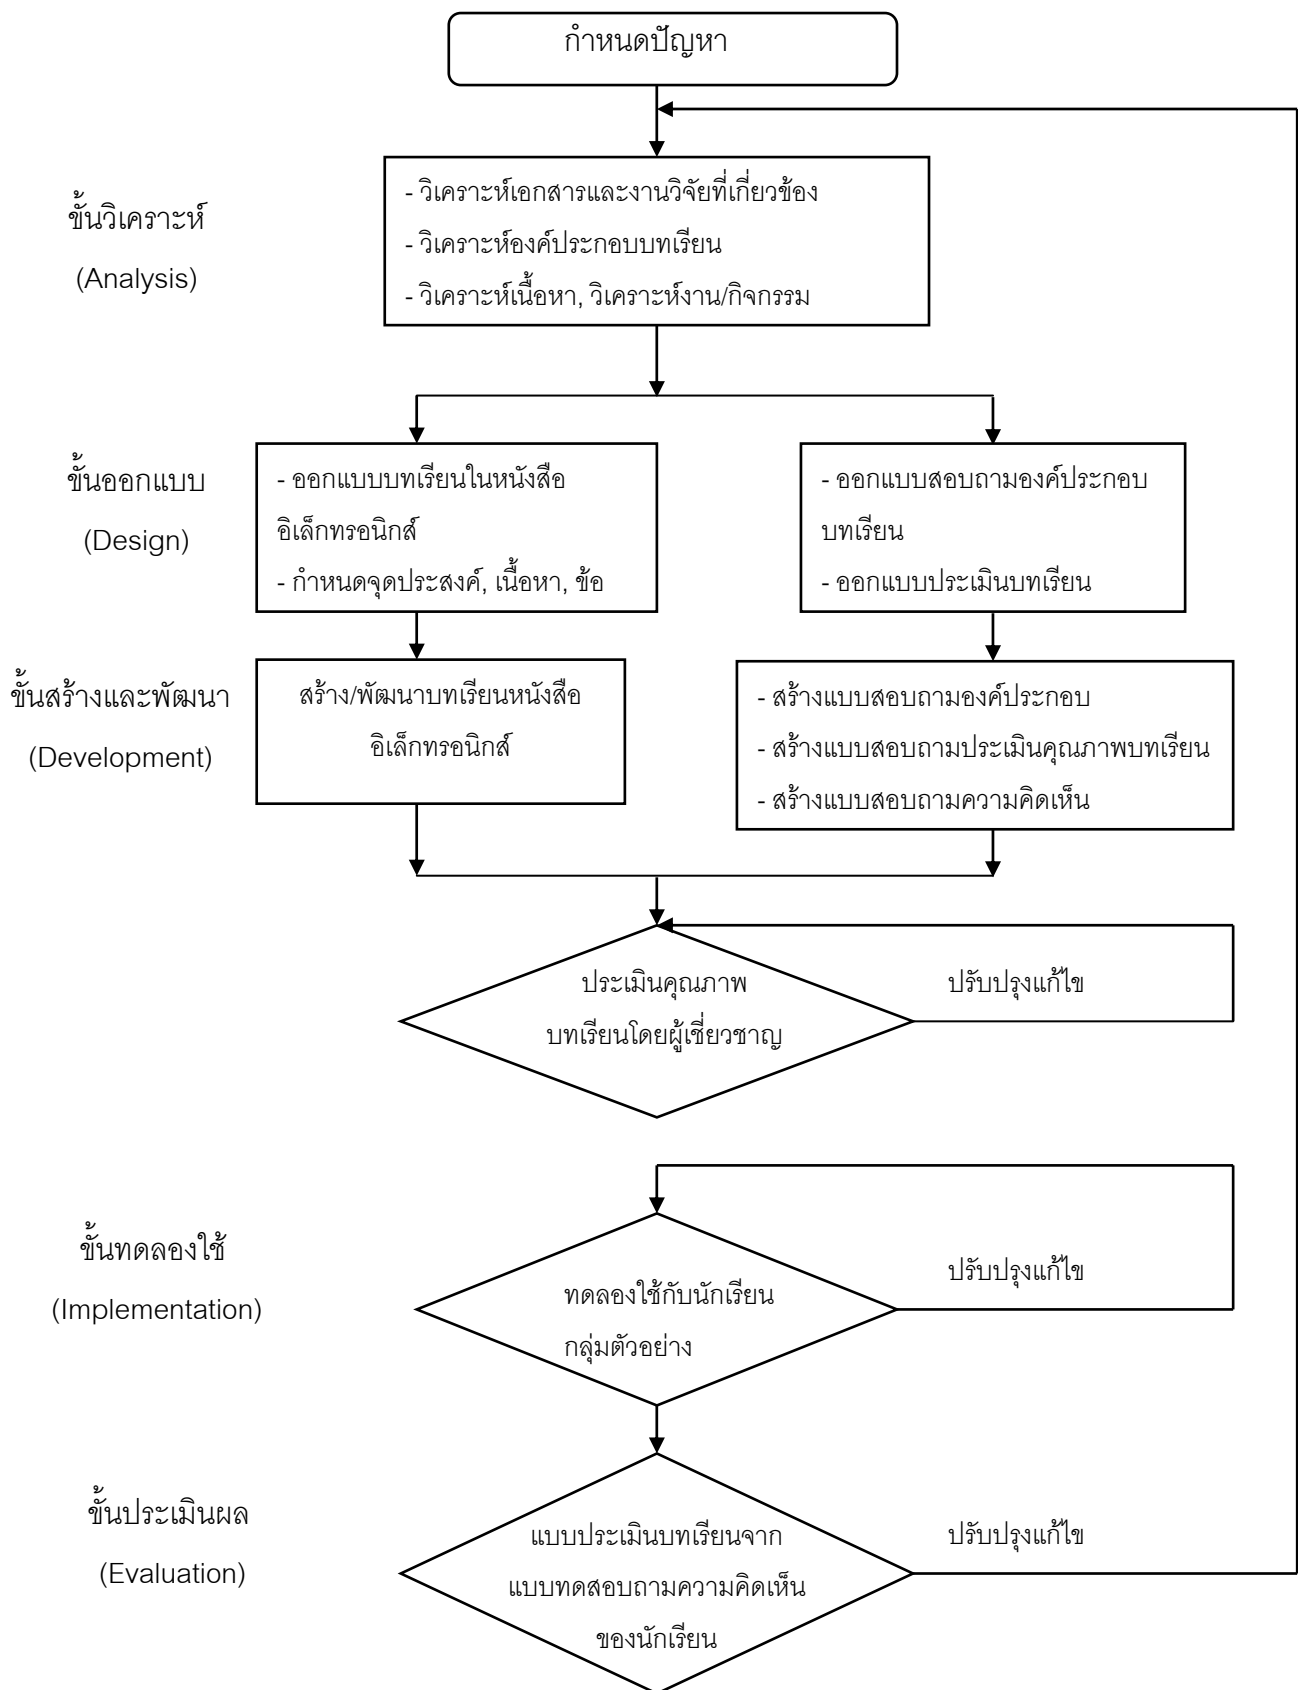 กำหนดปัญหา
ขั้นวิเคราะห์
(Analysis)
- วิเคราะห์เอกสารและงานวิจัยที่เกี่ยวข้อง
- วิเคราะห์องค์ประกอบบทเรียน
- วิเคราะห์เนื้อหา, วิเคราะห์งาน/กิจกรรม
ขั้นออกแบบ
(Design)
- ออกแบบบทเรียนในหนังสือ
อิเล็กทรอนิกส์
- กำหนดจุดประสงค์, เนื้อหา, ข้อ
- ออกแบบสอบถามองค์ประกอบ
บทเรียน
- ออกแบบประเมินบทเรียน
ขั้นสร้างและพัฒนา
(Development)
สร้าง/พัฒนาบทเรียนหนังสือ
อิเล็กทรอนิกส์
- สร้างแบบสอบถามองค์ประกอบ
- สร้างแบบสอบถามประเมินคุณภาพบทเรียน
- สร้างแบบสอบถามความคิดเห็น
ประเมินคุณภาพ
บทเรียนโดยผู้เชี่ยวชาญ
ปรับปรุงแก้ไข
ขั้นทดลองใช้
(Implementation)
ทดลองใช้กับนักเรียน
กลุ่มตัวอย่าง
ปรับปรุงแก้ไข
ขั้นประเมินผล
(Evaluation)
แบบประเมินบทเรียนจาก
แบบทดสอบถามความคิดเห็น
ของนักเรียน
ปรับปรุงแก้ไข